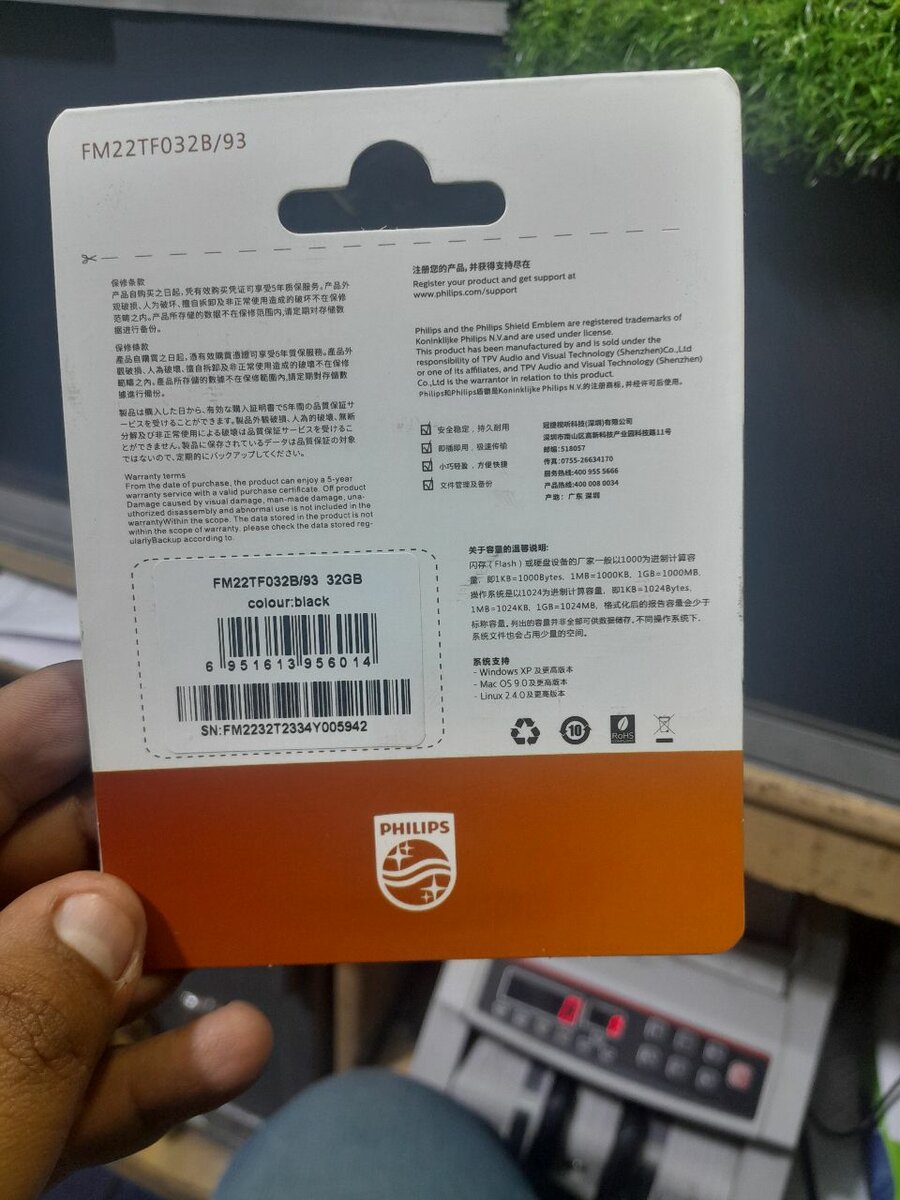 FM22TF032B/93
保修条款
产品自购买之日起,凭有效购买凭证可享受5年质保服务。产品外
观破损、人为破坏、擅自拆卸及非正常使用造成的破坏不在保修
范畴之内。产品所存储的数据不在保修范围内,请定期对存储数
据进行备份。
保修條款
產品自購買之日起,憑有效購買憑證可享受5年質保服務。產品外
觀破損、人為破壞、擅自拆卸及非正常使用造成的破壞不在保修
範疇之內。產品所存儲的數據不在保修範圍內,請定期對存儲數
據進行備份。
製品は購入した日から、有効な購入証明書で5年間の品質保証サ
ービスを受けることができます。製品外観破損、人為的破壊、無断
分解及び非正常使用による破壊は品質保証サービスを受けるこ
とができません。製品に保存されているデータは品質保証の対象
ではないので、定期的にバックアップしてください。
Warranty terms
From the date of purchase, the product can enjoy a 5-year
warranty service with a valid purchase certificate. Off product
Damage caused by visual damage, man-made damage, una-
uthorized disassembly and abnormal use is not included in the
warrantyWithin the scope. The data stored in the product is not
within the scope of warranty, please check the data stored reg-
ularlyBackup according to.
FM22TF032B/93 32GB
colour:black
6 951613 956014
SN:FM2232T2334Y005942
注册您的产品,并获得支持尽在
Register your product and get support at
www.philips.com/support
Philips and the Philips Shield Emblem are registered trademarks of
Koninklijke Philips N.V.and are used under license.
This product has been manufactured by and is sold under the
responsibility of TPV Audio and Visual Technology (Shenzhen)Co.,Ltd
or one of its affiliates, and TPV Audio and Visual Technology (Shenzhen)
Co.,Ltd is the warrantor in relation to this product.
Philips和Philips盾徽是Koninklijke Philips N.V.的注册商标,并经许可后使用。
安全稳定，持久耐用
即插即用，极速传输
小巧轻盈，方便快捷
文件管理及备份
冠捷视听科技(深圳)有限公司
深圳市南山区高新科技产业园科技路11号
邮编:518057
传真:0755-26634170
服务热线:400 955 5666
产品热线:400 008 0034
产地：广东 深圳
关于容量的温馨说明:
闪存（Flash）或硬盘设备的厂家一般以1000为进制计算容
量，即1KB=1000Bytes，1MB=1000KB，1GB=1000MB,
操作系统是以1024为进制计算容量，即1KB=1024Bytes,
1MB=1024KB, 1GB=1024MB，格式化后的报告容量会少于
标称容量。列出的容量并非全部可供数据储存，不同操作系统下，
系统文件也会占用少量的空间。
系统支持
- Windows XP 及更高版本
- Mac OS 9.0 及更高版本
- Linux 2.4.0 及更高版本
10
RoHS
PHILIPS